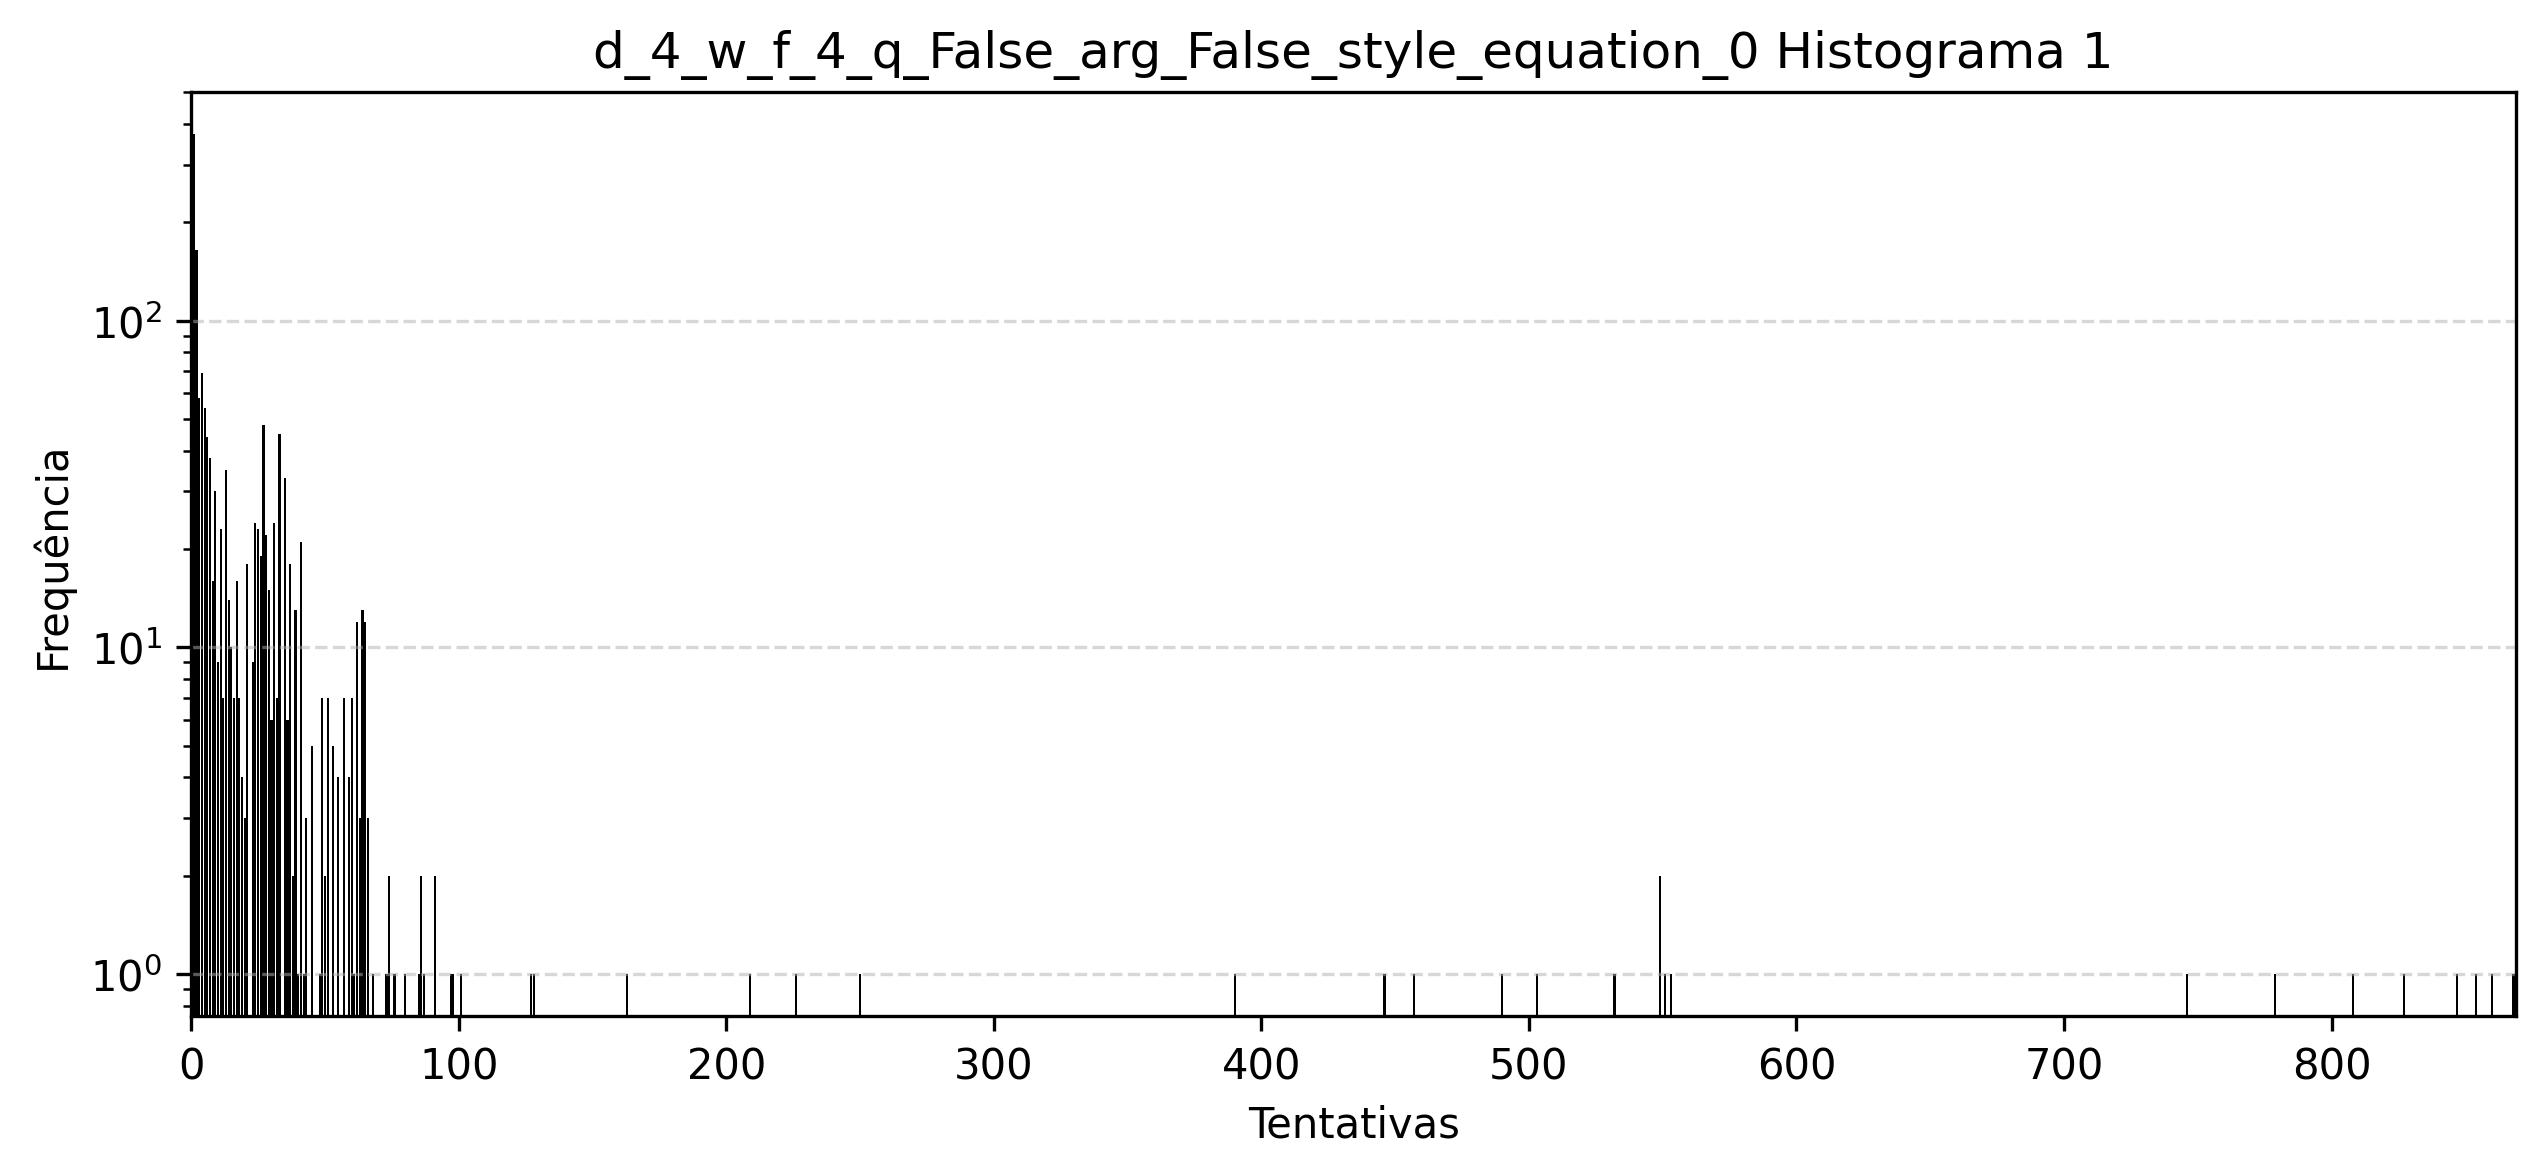 d_4_w_f_4_q_False_arg_False_style_equation_0 Histograma 1
Frequência
10²
10¹
10⁰
0 100 200 300 400 500 600 700 800
Tentativas